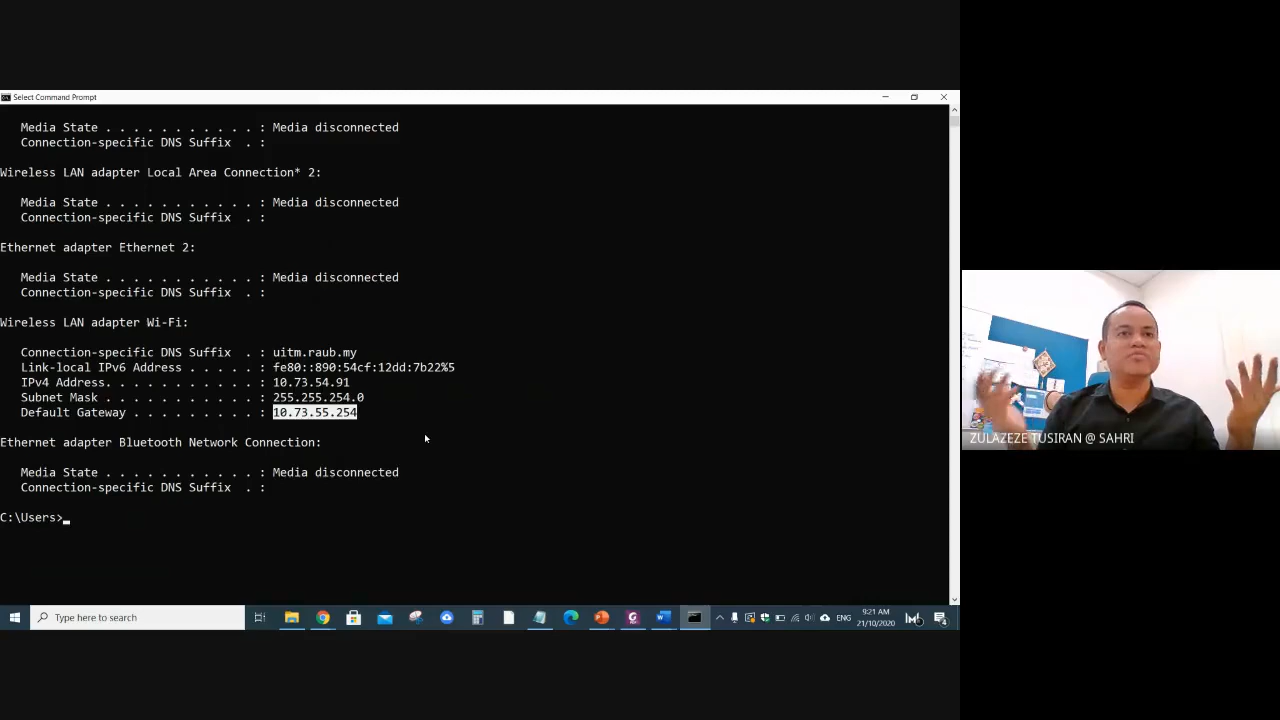 Select Command Prompt
Media State . . . . . . . . . . . : Media disconnected
Connection-specific DNS Suffix  . :
Wireless LAN adapter Local Area Connection* 2:
Media State . . . . . . . . . . . : Media disconnected
Connection-specific DNS Suffix  . :
Ethernet adapter Ethernet 2:
Media State . . . . . . . . . . . : Media disconnected
Connection-specific DNS Suffix  . :
Wireless LAN adapter Wi-Fi:
Connection-specific DNS Suffix  . : uitm.raub.my
Link-local IPv6 Address . . . . . : fe80::890:54cf:12dd:7b22%5
IPv4 Address. . . . . . . . . . . : 10.73.54.91
Subnet Mask . . . . . . . . . . . : 255.255.254.0
Default Gateway . . . . . . . . . : 10.73.55.254
Ethernet adapter Bluetooth Network Connection:
Media State . . . . . . . . . . . : Media disconnected
Connection-specific DNS Suffix  . :
C:\Users>
ZULAZEZE TUSIRAN @ SAHRI
Type here to search
ENG
9:21 AM
21/10/2020